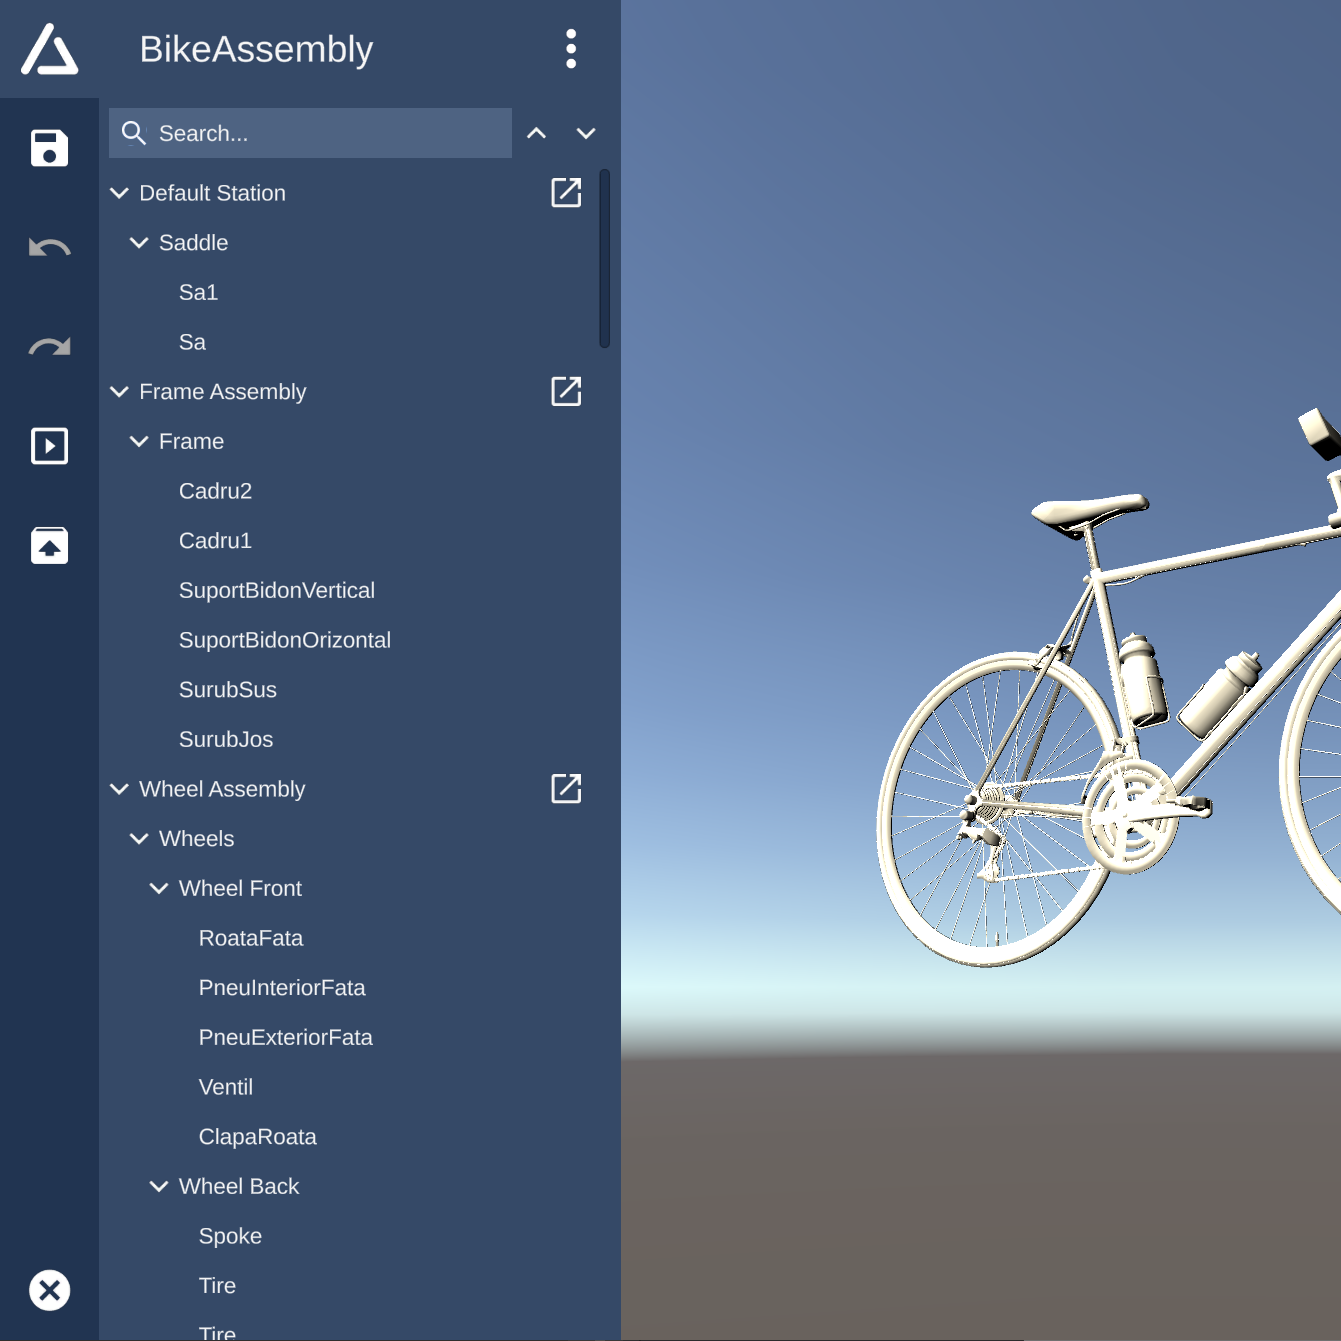 BikeAssembly
Search...
Default Station
Saddle
Sa1
Sa
Frame Assembly
Frame
Cadru2
Cadru1
SuportBidonVertical
SuportBidonOrizontal
SurubSus
SurubJos
Wheel Assembly
Wheels
Wheel Front
RoataFata
PneuInteriorFata
PneuExteriorFata
Ventil
ClapaRoata
Wheel Back
Spoke
Tire
Tire